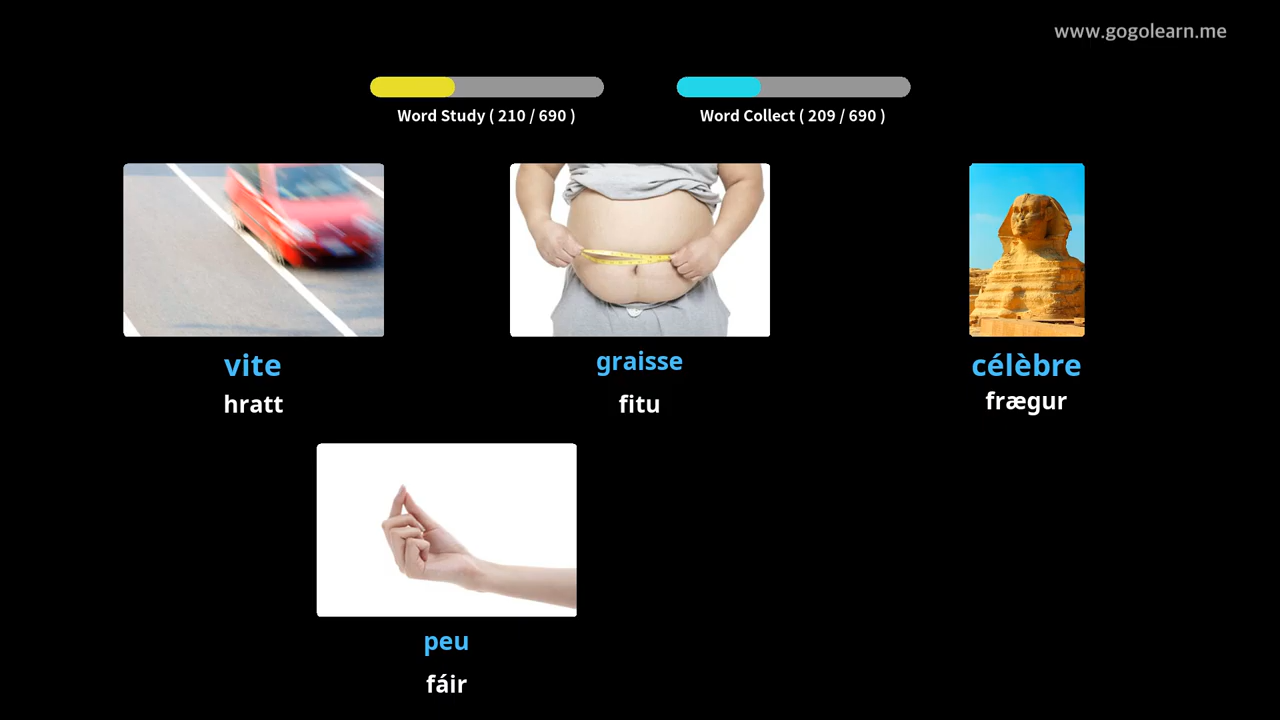 www.gogolearn.me
Word Study ( 210 / 690 )
Word Collect ( 209 / 690 )
vite
hratt
graisse
fitu
célèbre
frægur
peu
fáir